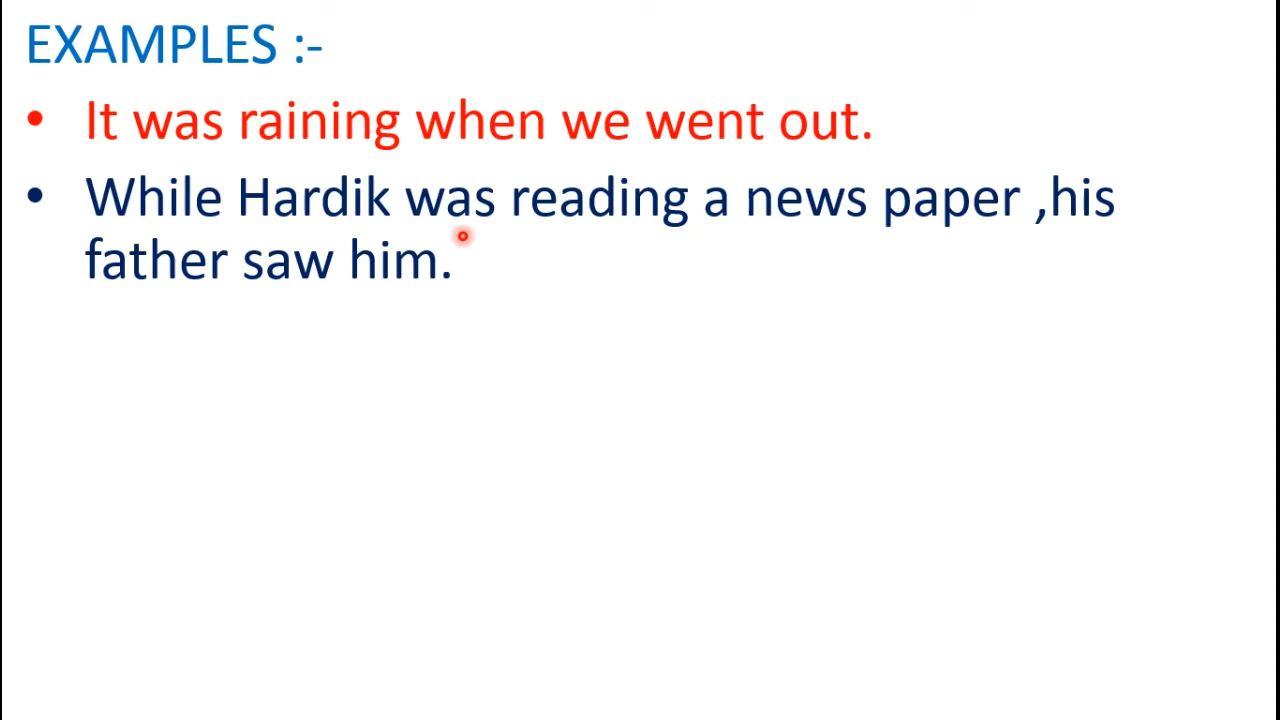 EXAMPLES :-
• It was raining when we went out.
• While Hardik was reading a news paper ,his
father saw him.